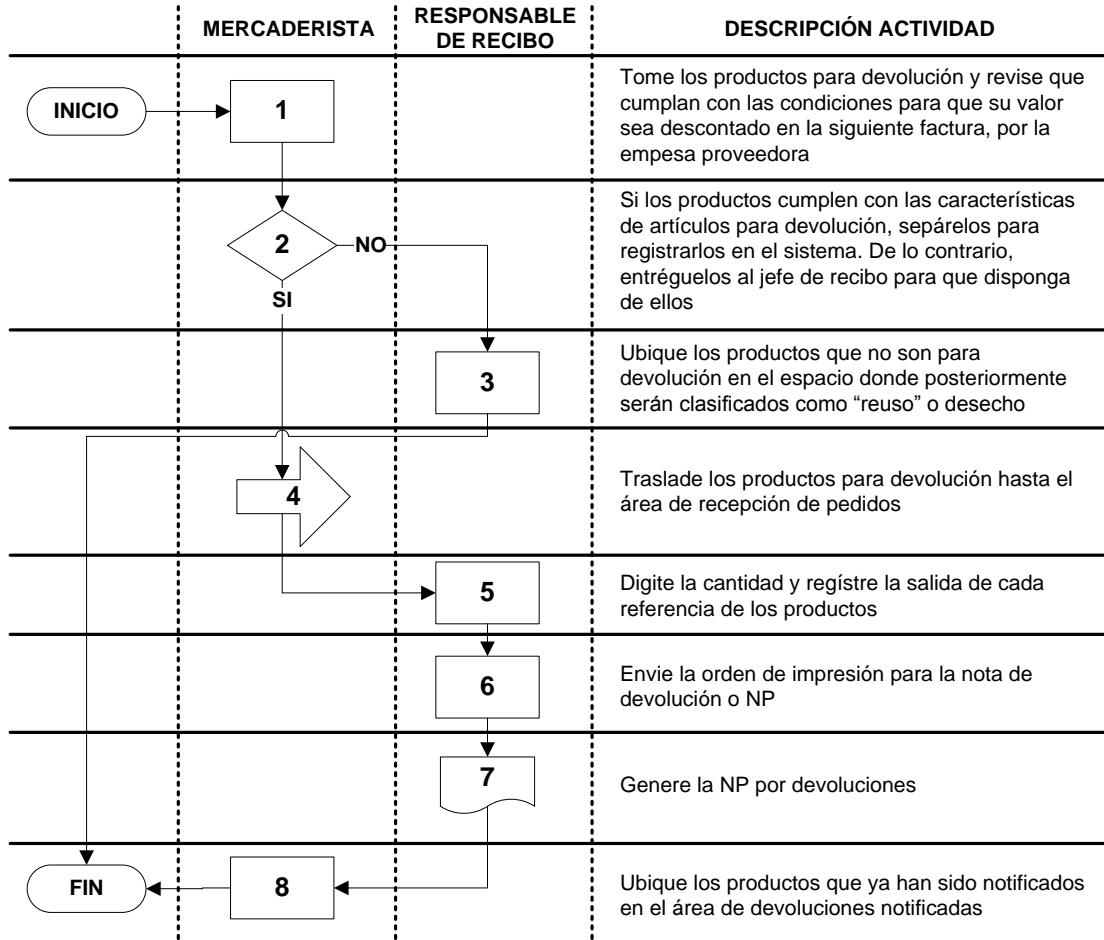 MERCADERISTA
RESPONSABLE
DE RECIBO
DESCRIPCIÓN ACTIVIDAD
INICIO
1
Tome los productos para devolución y revise que
cumplan con las condiciones para que su valor
sea descontado en la siguiente factura, por la
empesa proveedora
2
NO
SI
Si los productos cumplen con las características
de artículos para devolución, sepárelos para
registrarlos en el sistema. De lo contrario,
entréguelos al jefe de recibo para que disponga
de ellos
3
Ubique los productos que no son para
devolución en el espacio donde posteriormente
serán clasificados como “reuso” o desecho
4
Traslade los productos para devolución hasta el
área de recepción de pedidos
5
Digite la cantidad y regístre la salida de cada
referencia de los productos
6
Envie la orden de impresión para la nota de
devolución o NP
7
Genere la NP por devoluciones
FIN
8
Ubique los productos que ya han sido notificados
en el área de devoluciones notificadas